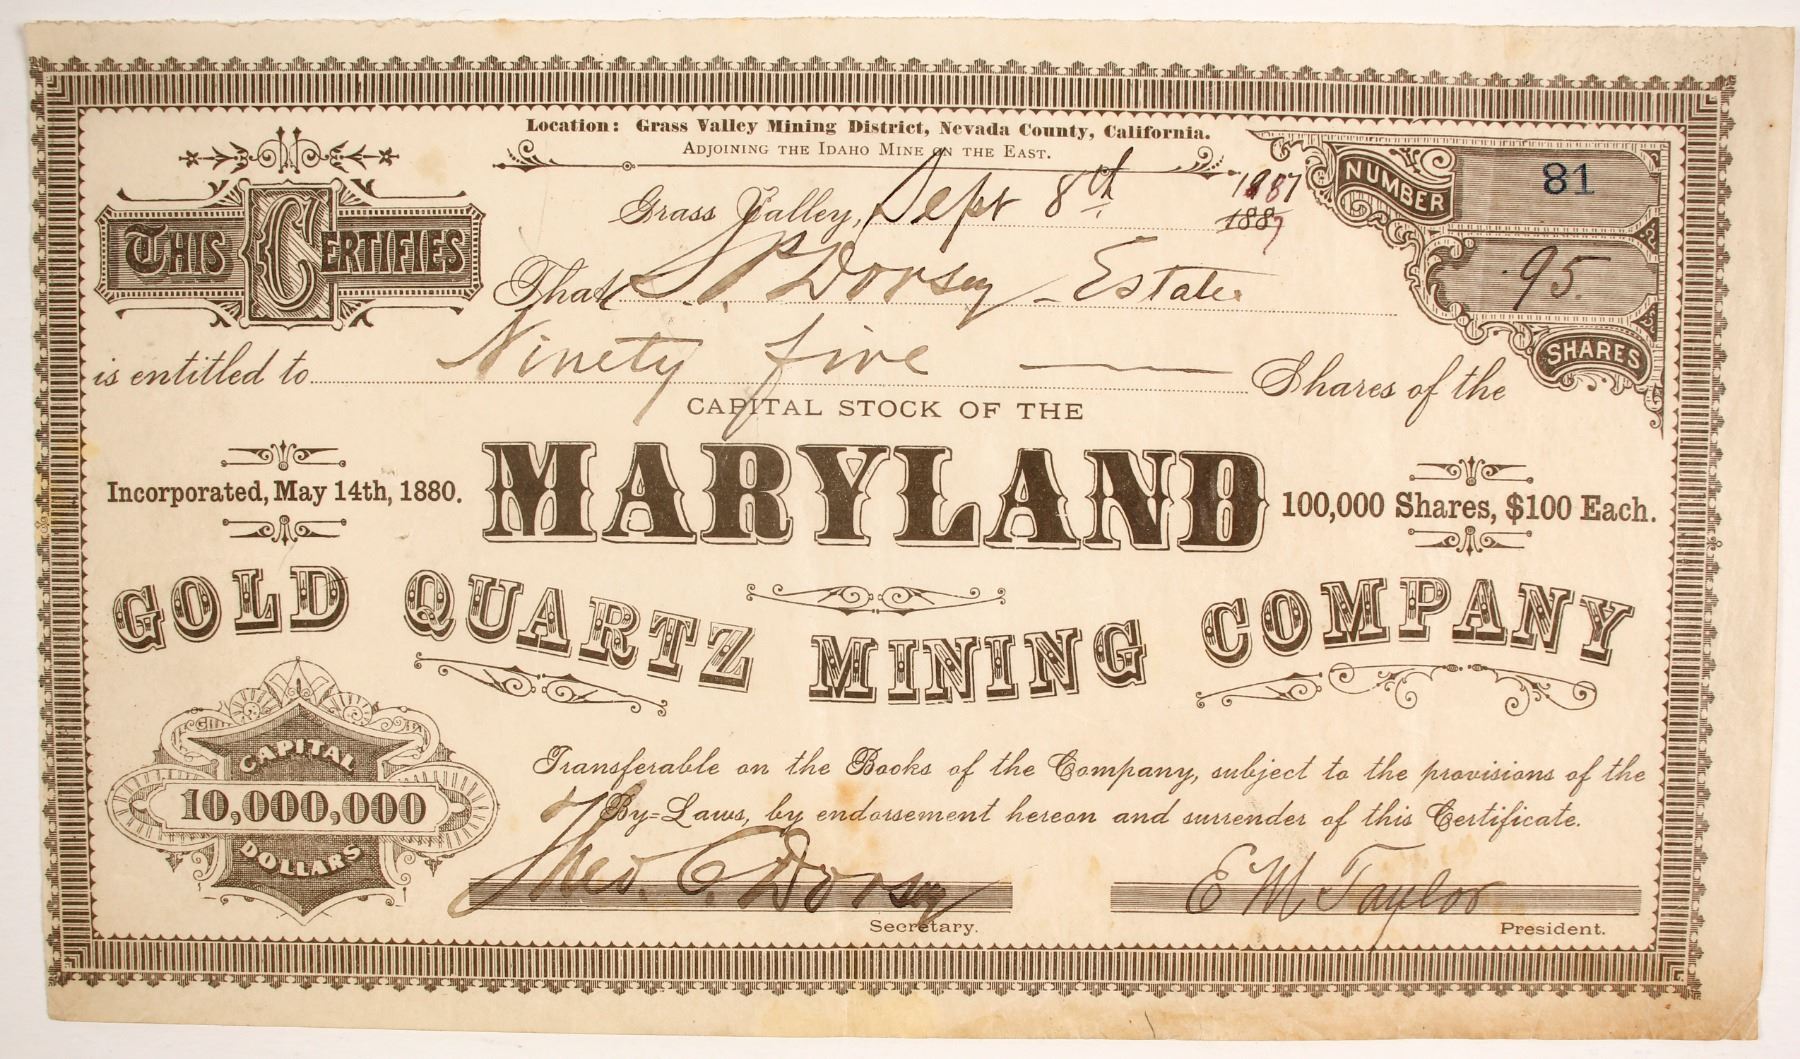 Location: Grass Valley Mining District, Nevada County, California.
ADJOINING THE IDAHO MINE ON THE EAST.
NUMBER 81
Grass Valley, Sept 8th 1887
1887
THIS CERTIFIES
That S P Dorsey Estate
95.
SHARES
is entitled to Ninety five Shares of the
CAPITAL STOCK OF THE
Incorporated, May 14th, 1880.
MARYLAND
100,000 Shares, $100 Each.
GOLD QUARTZ MINING COMPANY
CAPITAL
10,000,000
DOLLARS
Transferable on the Books of the Company, subject to the provisions of the
By=Laws, by endorsement hereon and surrender of this Certificate.
Theo. C. Dorsey
Secretary.
E M Taylor
President.